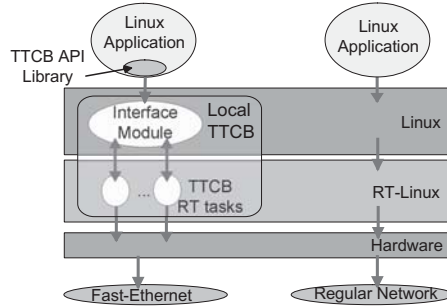 Linux
Application
Linux
Application
TTCB API
Library
Interface
Module
Local
TTCB
Linux
...
TTCB
RT tasks
RT-Linux
Hardware
Fast-Ethernet
Regular Network